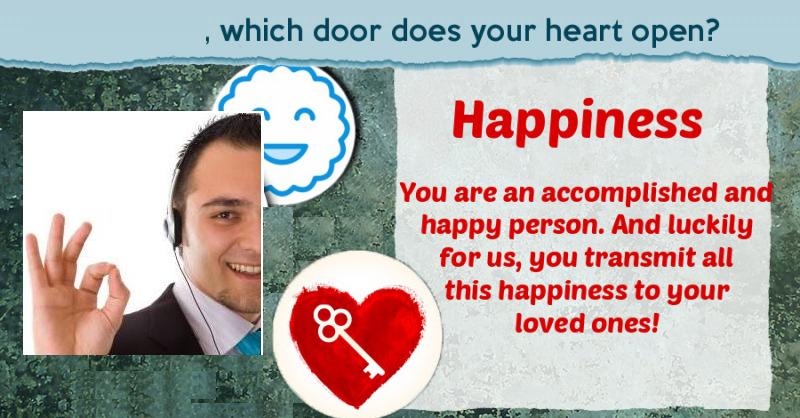 , which door does your heart open?
Happiness
You are an accomplished and
happy person. And luckily
for us, you transmit all
this happiness to your
loved ones!